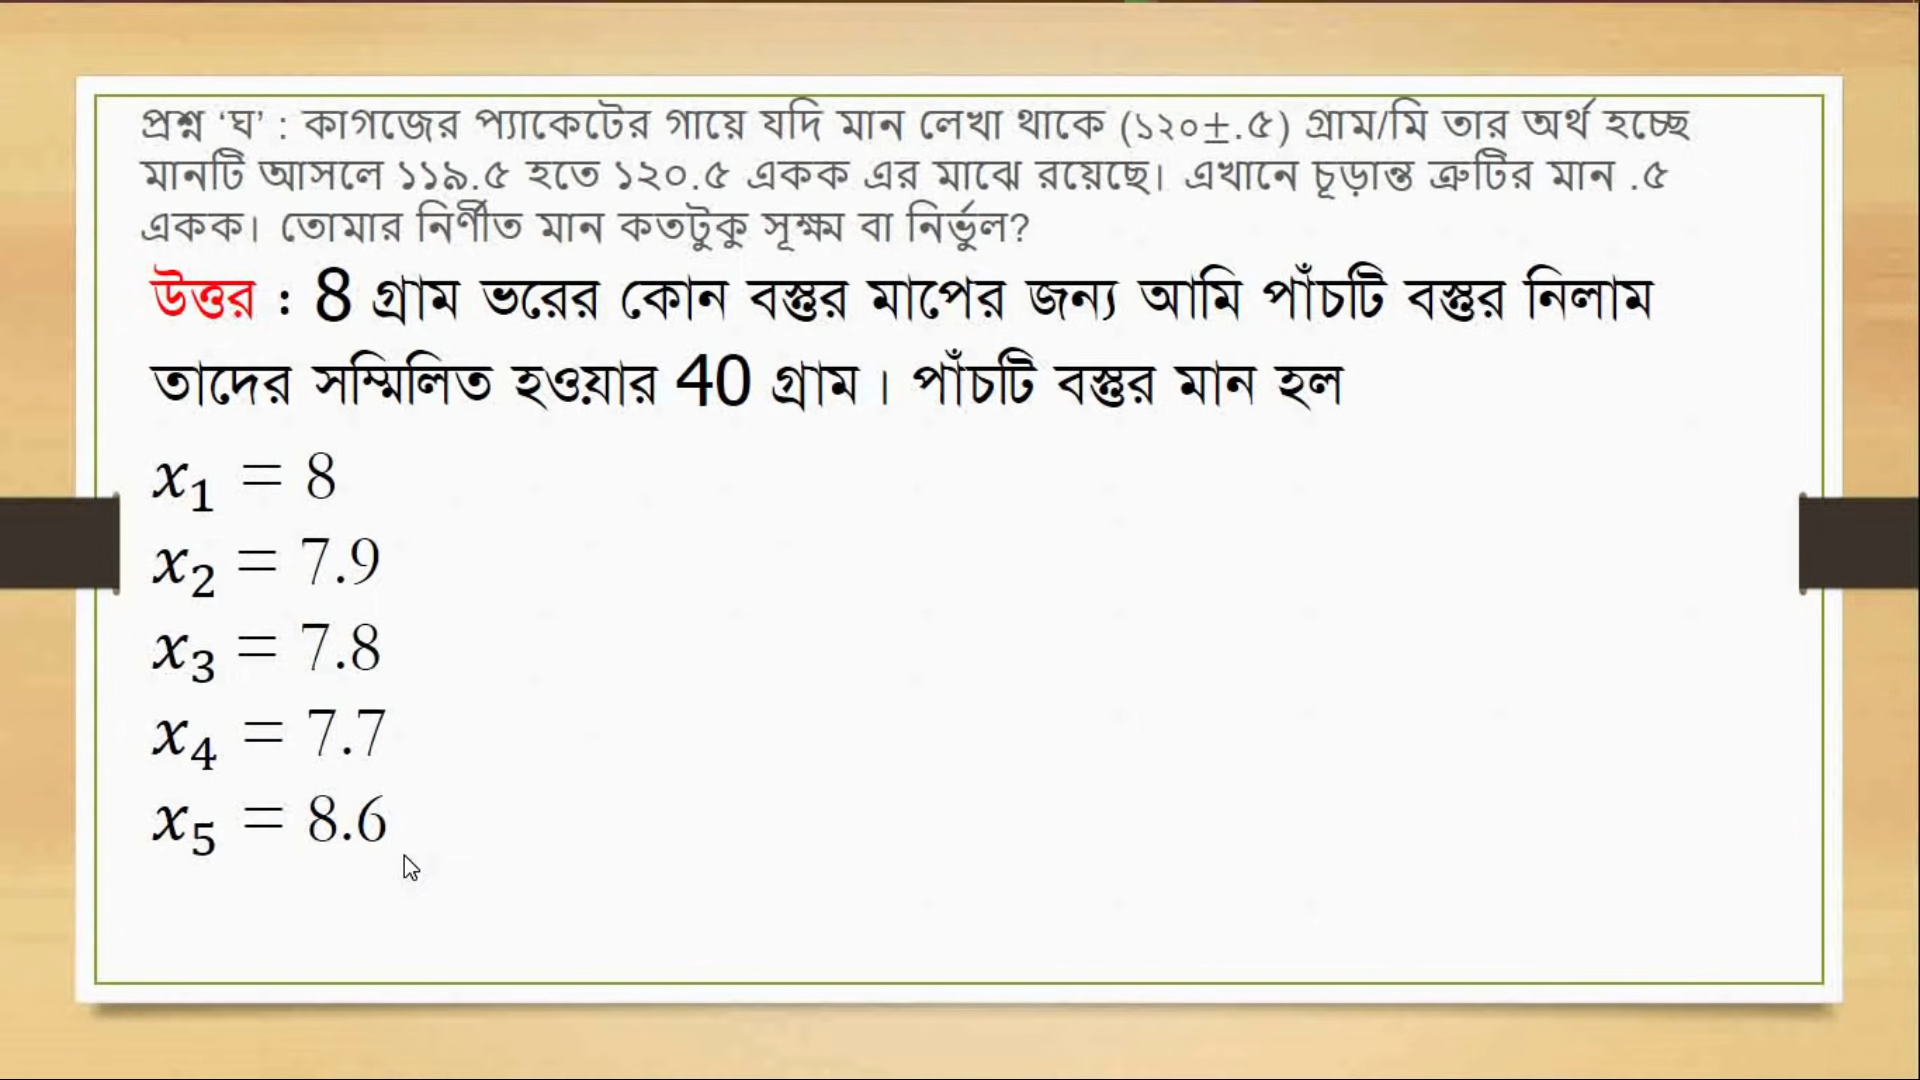 প্রশ্ন ‘ঘ’ : কাগজের প্যাকেটের গায়ে যদি মান লেখা থাকে (১২০±.৫) গ্রাম/মি তার অর্থ হচ্ছে
মানটি আসলে ১১৯.৫ হতে ১২০.৫ একক এর মাঝে রয়েছে। এখানে চূড়ান্ত ত্রুটির মান .৫
একক। তোমার নির্ণীত মান কতটুকু সূক্ষ্ম বা নির্ভুল?
উত্তর : 8 গ্রাম ভরের কোন বস্তুর মাপের জন্য আমি পাঁচটি বস্তুর নিলাম
তাদের সম্মিলিত হওয়ার 40 গ্রাম। পাঁচটি বস্তুর মান হল
x₁ = 8
x₂ = 7.9
x₃ = 7.8
x₄ = 7.7
x₅ = 8.6